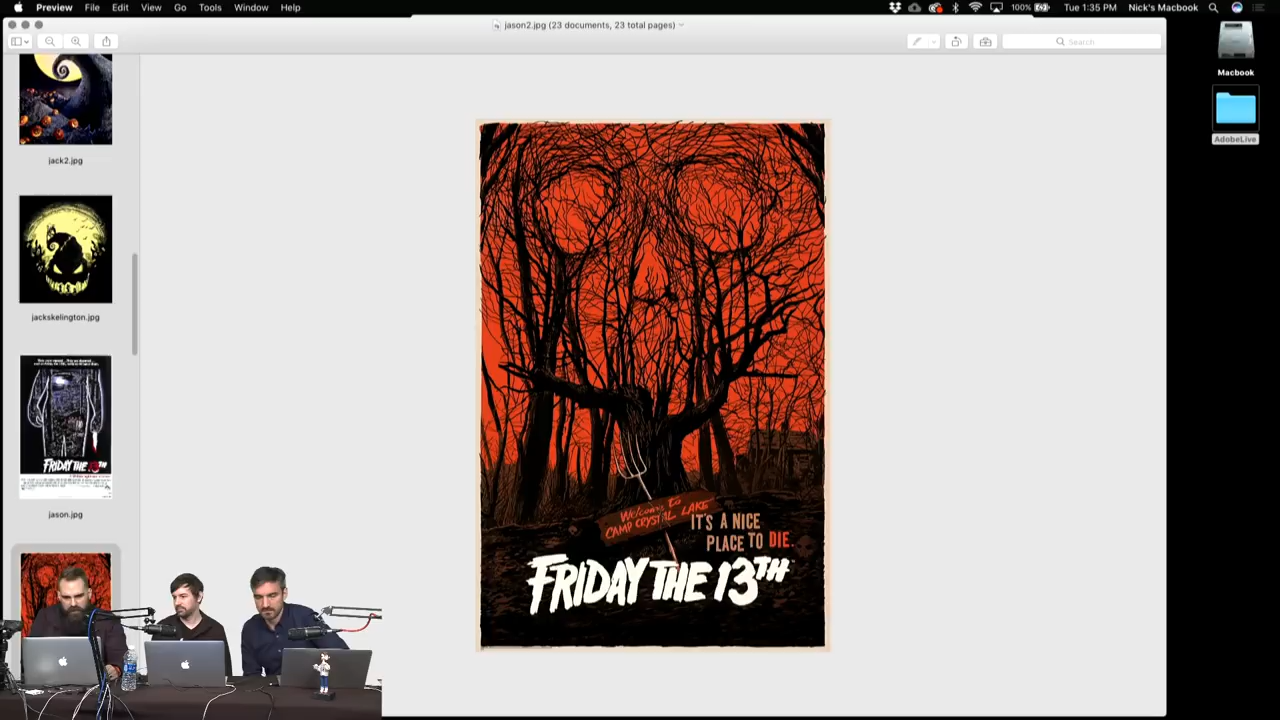 Preview File Edit View Go Tools Window Help
100% Tue 1:35 PM Nick's Macbook
jason2.jpg (23 documents, 23 total pages)
Search
Macbook
AdobeLive
jack2.jpg
jackskelington.jpg
FRIDAY THE 13TH
jason.jpg
Welcome to
CAMP CRYSTAL LAKE
IT'S A NICE
PLACE TO DIE.
FRIDAY THE 13TH